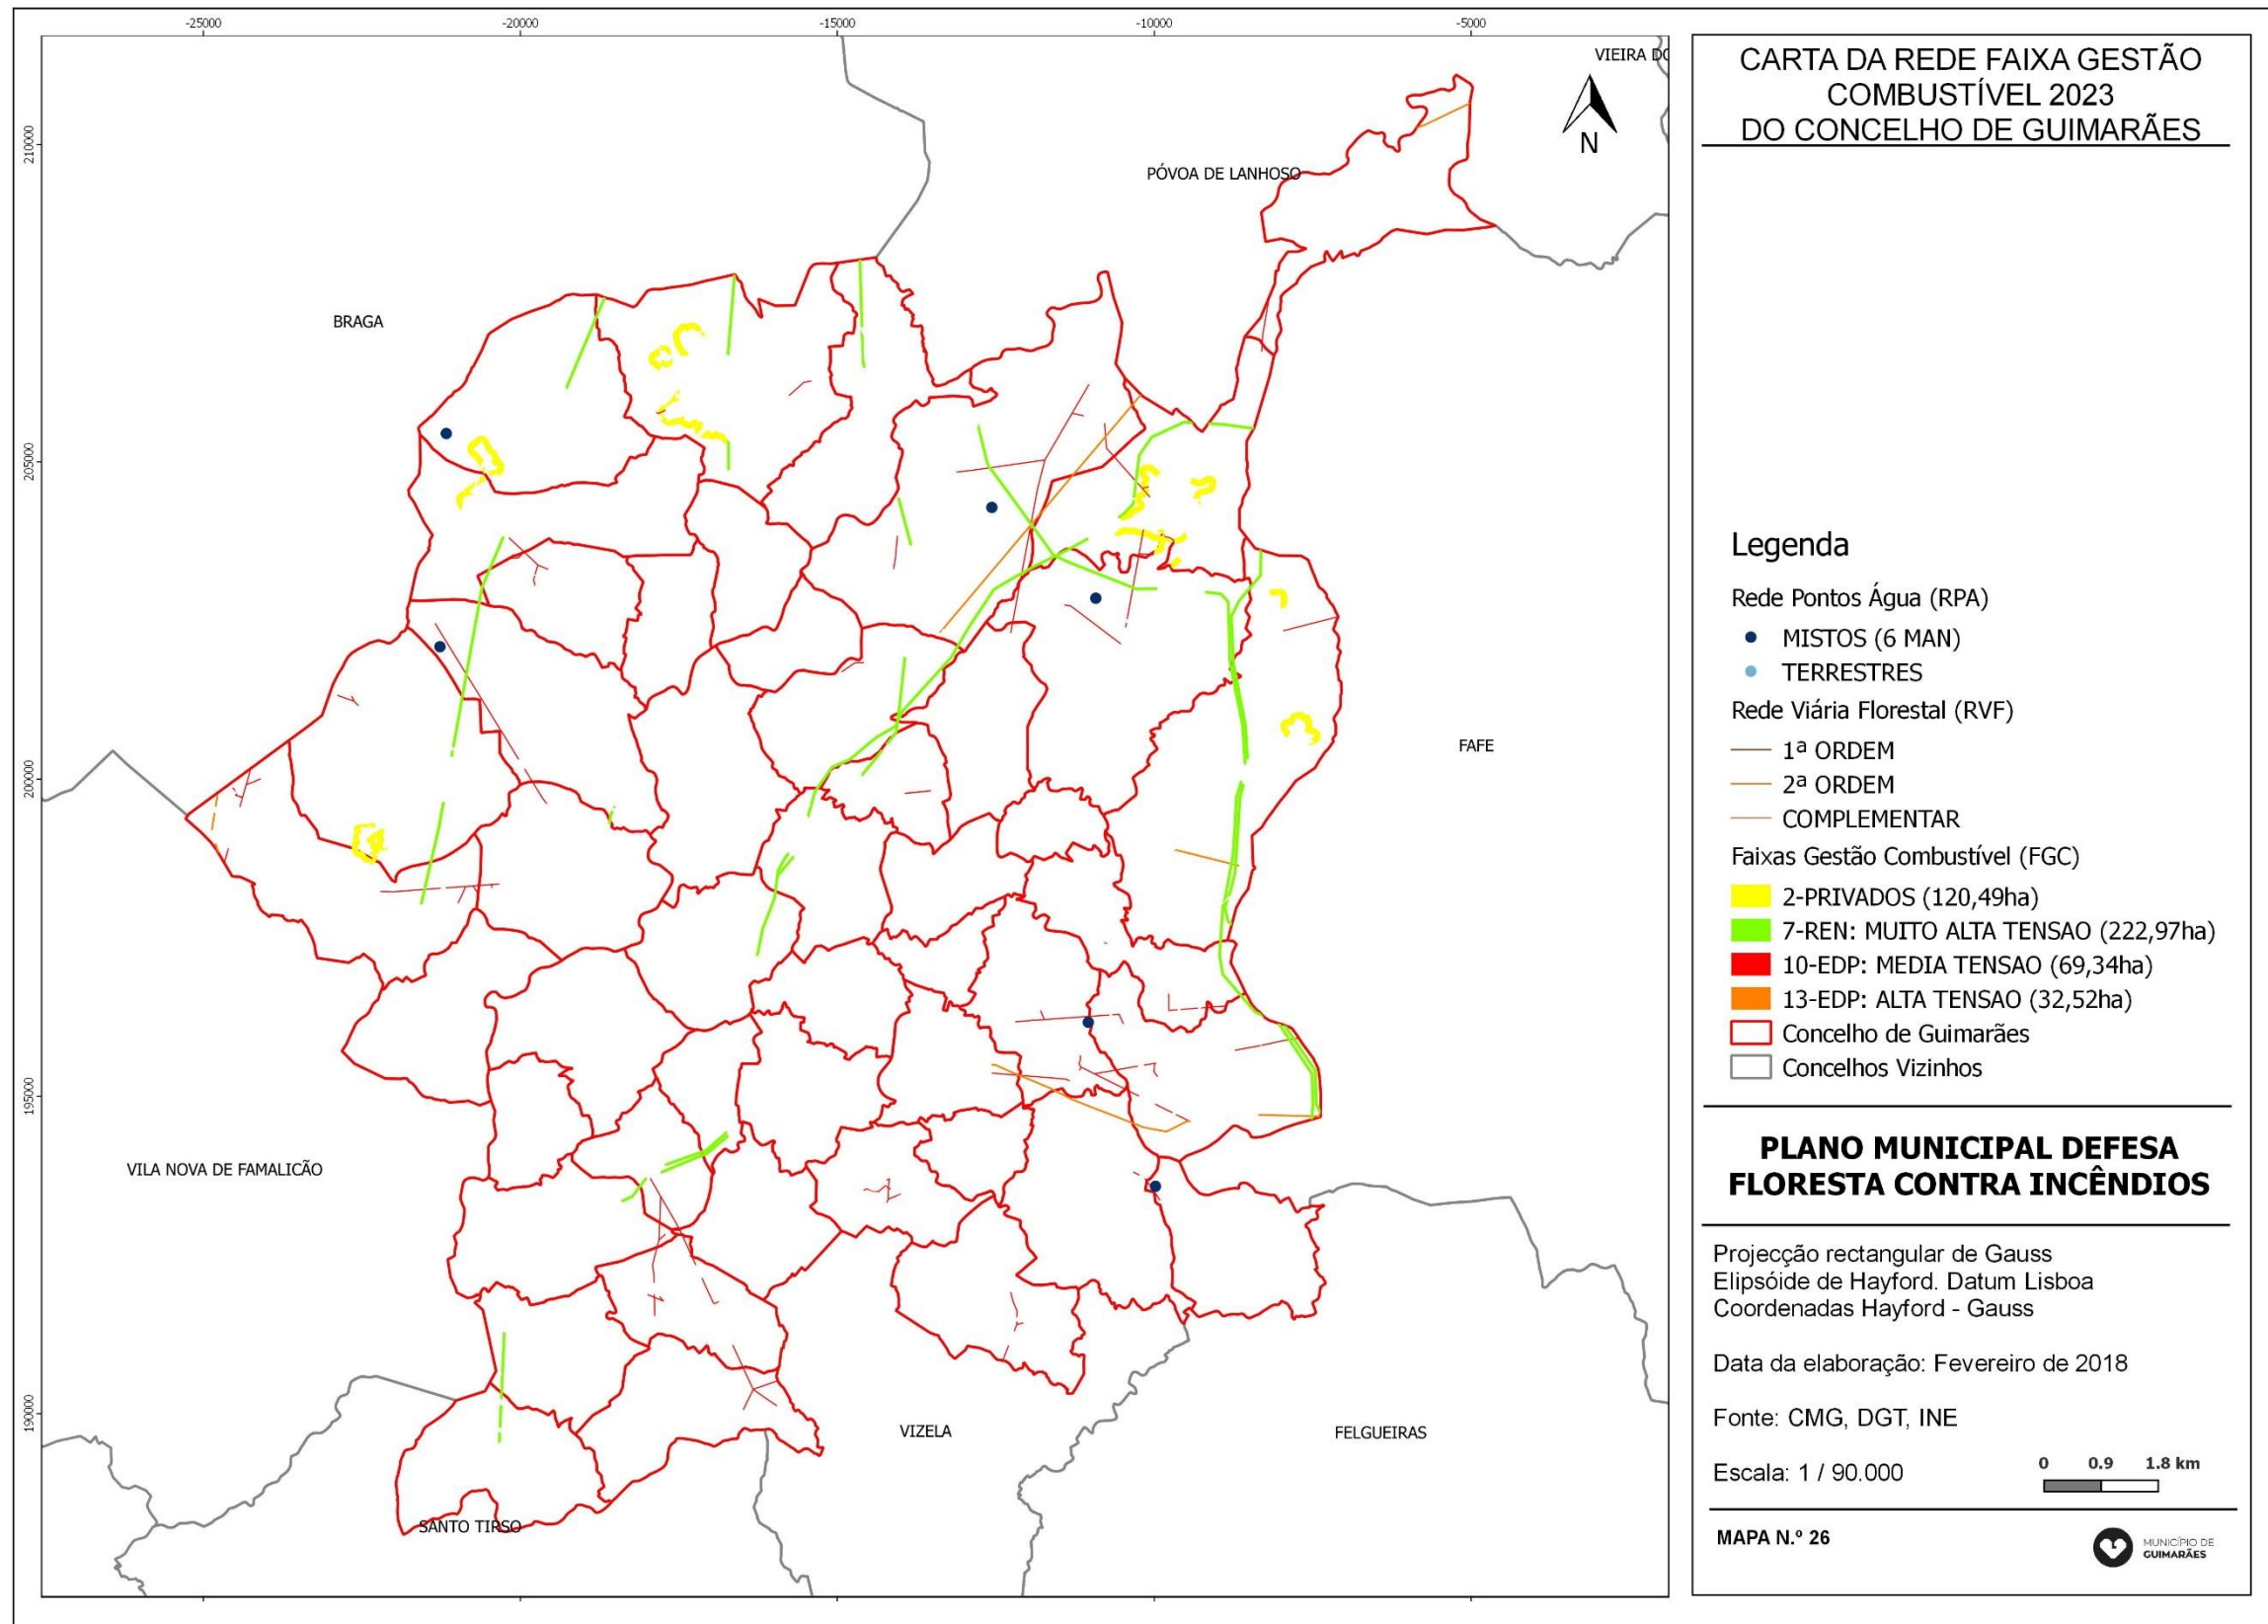 -25000
-20000
-15000
-10000
-5000
210000
205000
200000
195000
190000
VIEIRA DO
N
PÓVOA DE LANHOSO
BRAGA
FAFE
VILA NOVA DE FAMALICÃO
VIZELA
FELGUEIRAS
SANTO TIRSO
CARTA DA REDE FAIXA GESTÃO
COMBUSTÍVEL 2023
DO CONCELHO DE GUIMARÃES
Legenda
Rede Pontos Água (RPA)
MISTOS (6 MAN)
TERRESTRES
Rede Viária Florestal (RVF)
1ª ORDEM
2ª ORDEM
COMPLEMENTAR
Faixas Gestão Combustível (FGC)
2-PRIVADOS (120,49ha)
7-REN: MUITO ALTA TENSAO (222,97ha)
10-EDP: MEDIA TENSAO (69,34ha)
13-EDP: ALTA TENSAO (32,52ha)
Concelho de Guimarães
Concelhos Vizinhos
PLANO MUNICIPAL DEFESA
FLORESTA CONTRA INCÊNDIOS
Projecção rectangular de Gauss
Elipsóide de Hayford. Datum Lisboa
Coordenadas Hayford - Gauss
Data da elaboração: Fevereiro de 2018
Fonte: CMG, DGT, INE
Escala: 1 / 90.000
0 0.9 1.8 km
MAPA N.º 26
MUNICÍPIO DE
GUIMARÃES